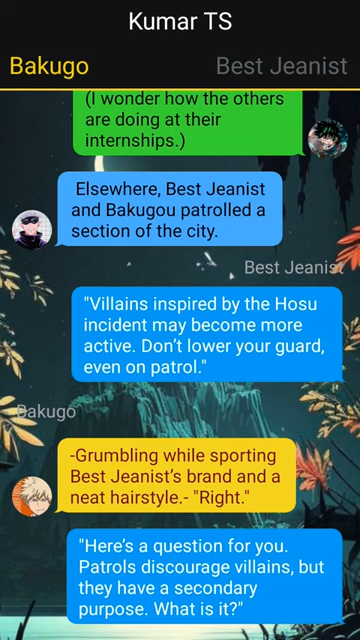 Kumar TS
Bakugo
Best Jeanist
(I wonder how the others
are doing at their
internships.)
Elsewhere, Best Jeanist
and Bakugou patrolled a
section of the city.
Best Jeanist
"Villains inspired by the Hosu
incident may become more
active. Don’t lower your guard,
even on patrol."
Bakugo
-Grumbling while sporting
Best Jeanist’s brand and a
neat hairstyle.- "Right."
"Here’s a question for you.
Patrols discourage villains, but
they have a secondary
purpose. What is it?"